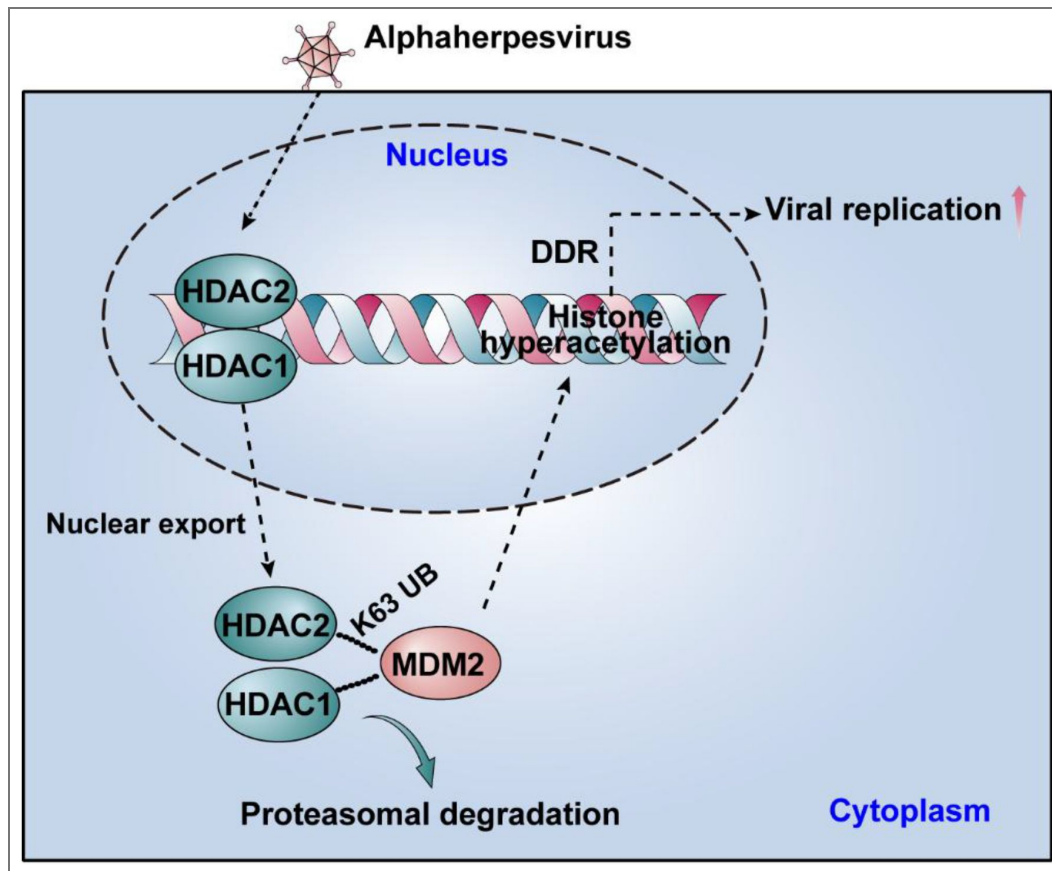 Alphaherpesvirus
Nucleus
Viral replication
DDR
HDAC2
Histone
hyperacetylation
HDAC1
Nuclear export
K63 UB
HDAC2
MDM2
HDAC1
Proteasomal degradation
Cytoplasm